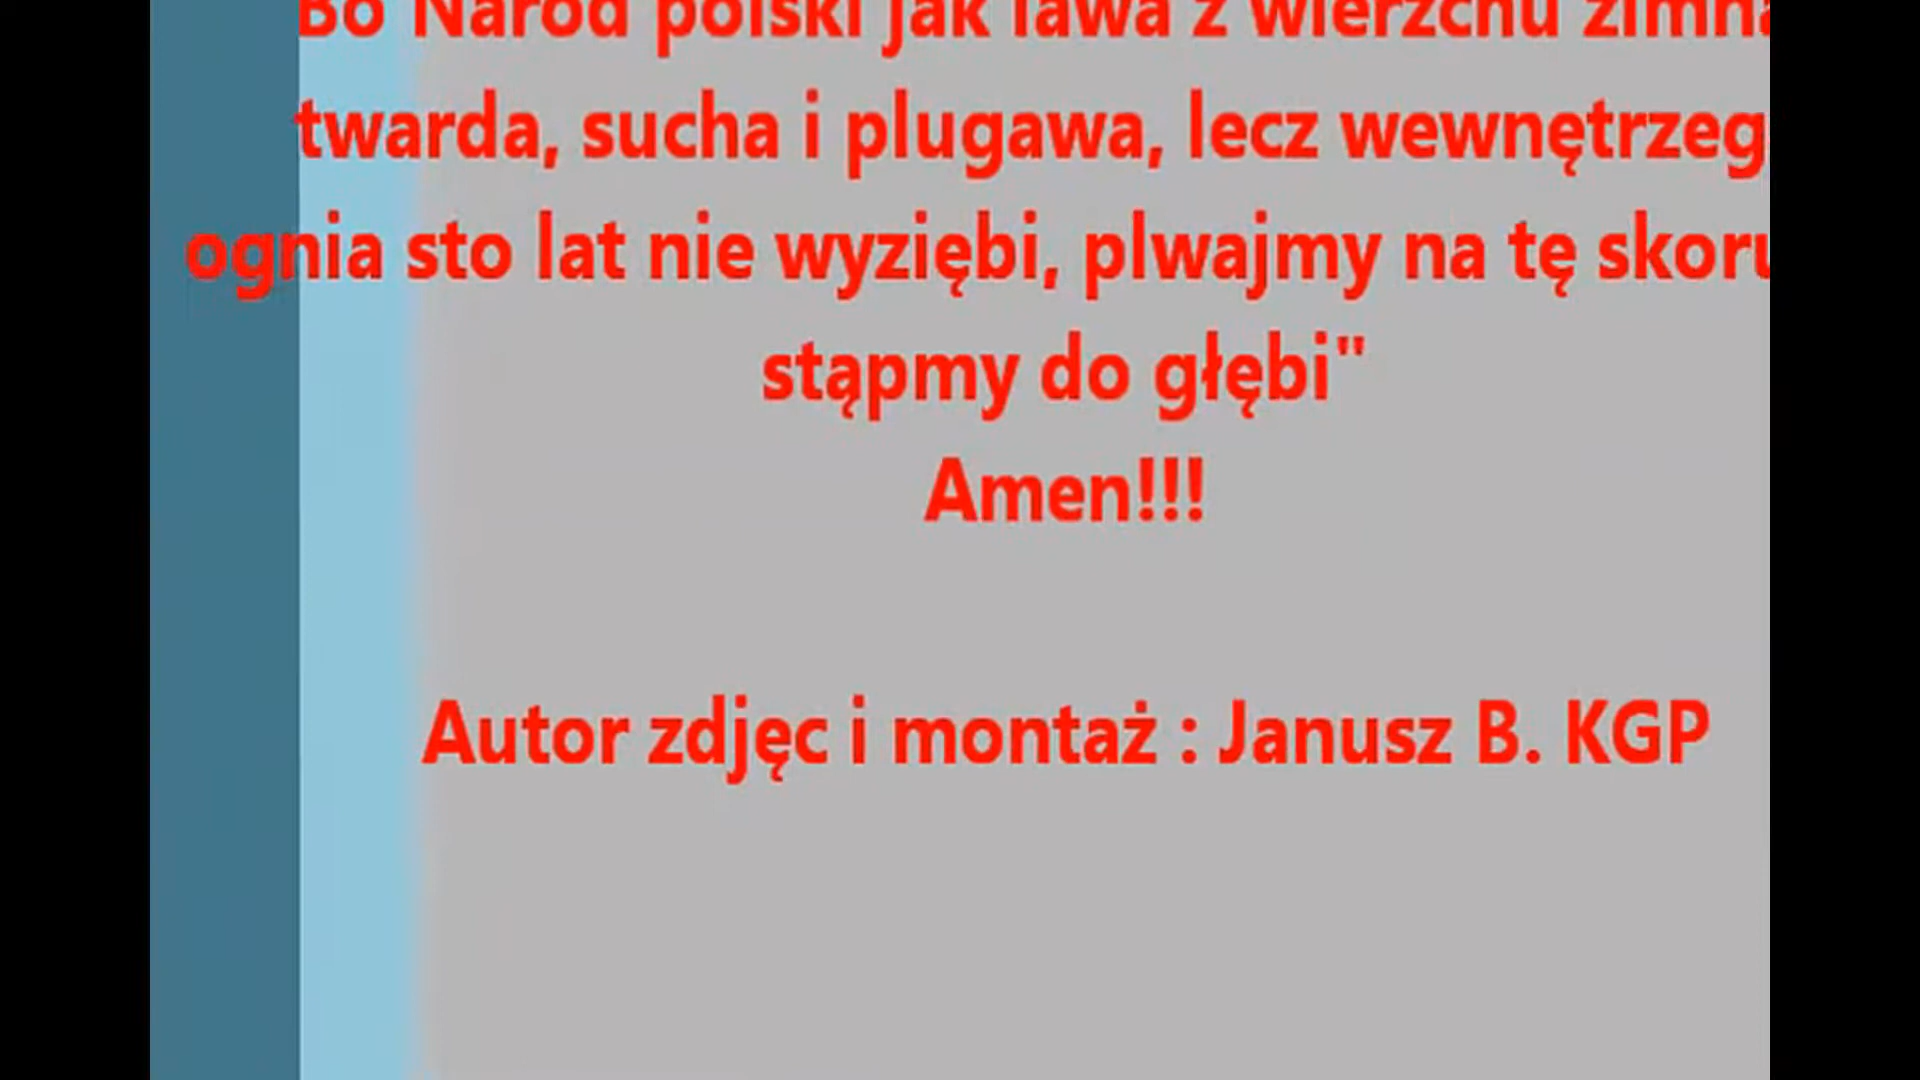 Bo Naród polski jak lawa z wierzchu zimna
twarda, sucha i plugawa, lecz wewnętrzeg
ognia sto lat nie wyziębi, plwajmy na tę skoru
stąpmy do głębi"
Amen!!!
Autor zdjęc i montaż : Janusz B. KGP